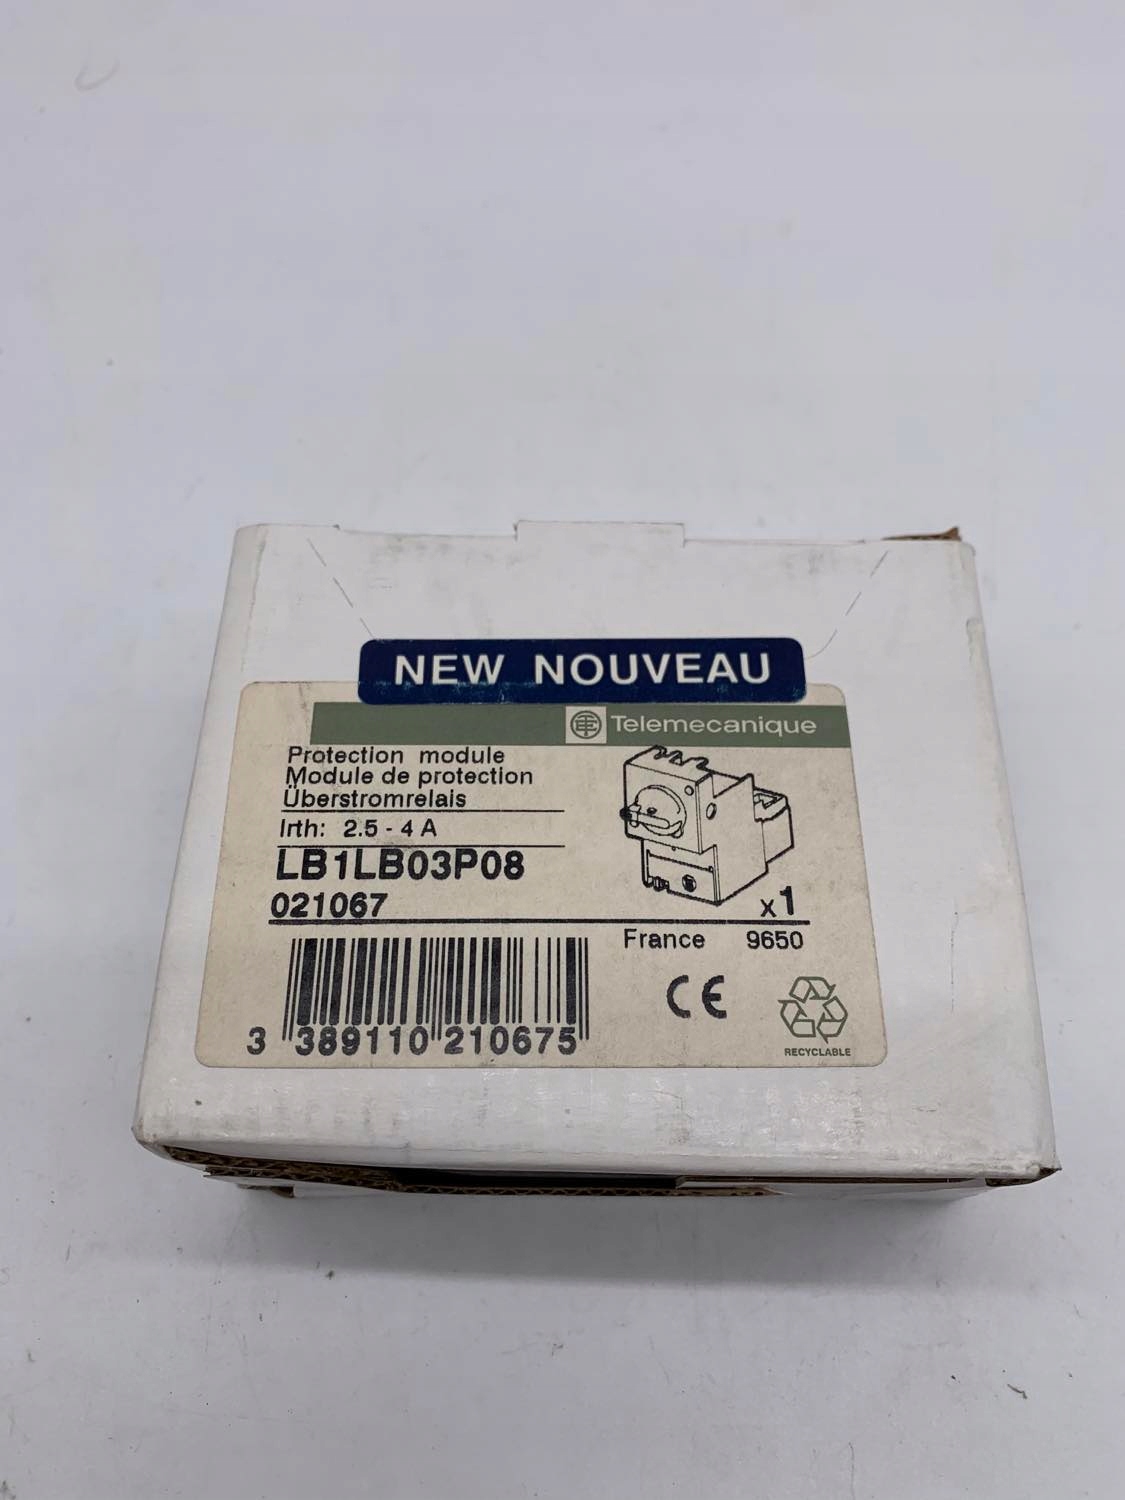 NEW NOUVEAU
Telemecanique
Protection module
Module de protection
Überstromrelais
Irth: 2.5 - 4 A
LB1LB03P08
021067
x1
France 9650
3 389110 210675
CE
RECYCLABLE